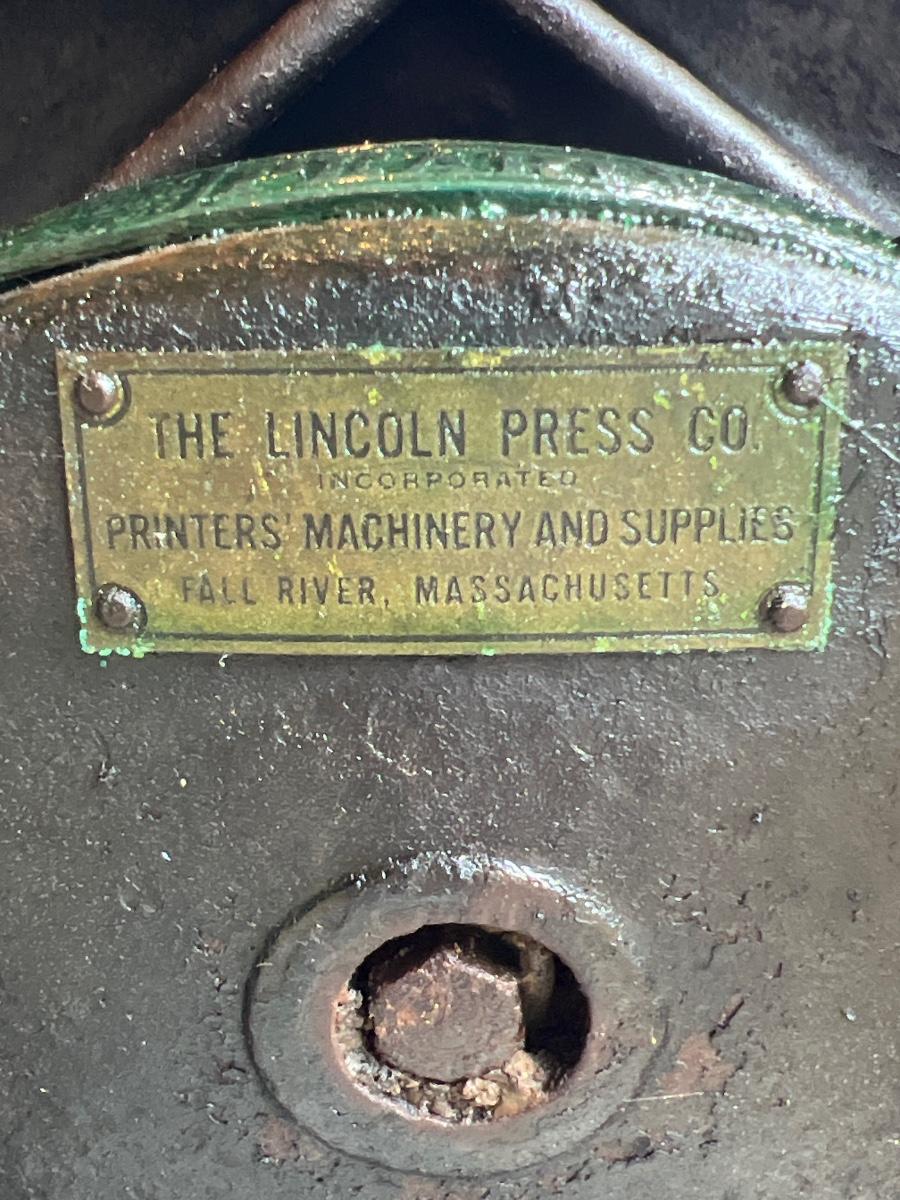 THE LINCOLN PRESS CO.
INCORPORATED
PRINTERS' MACHINERY AND SUPPLIES
FALL RIVER, MASSACHUSETTS